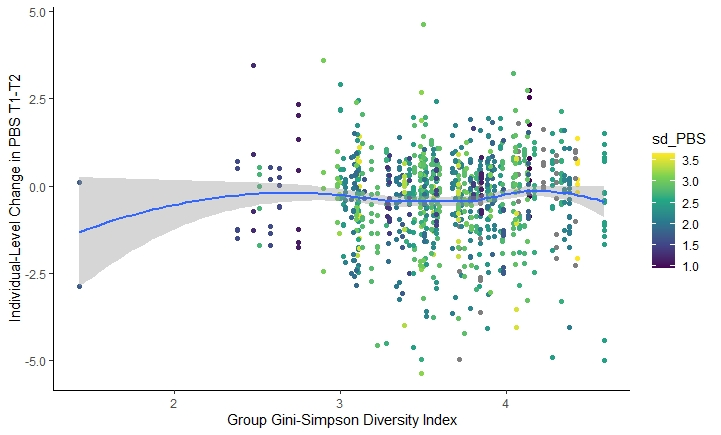 5.0
2.5
0.0
-2.5
-5.0
Individual-Level Change in PBS T1-T2
2 3 4
Group Gini-Simpson Diversity Index
sd_PBS
3.5
3.0
2.5
2.0
1.5
1.0